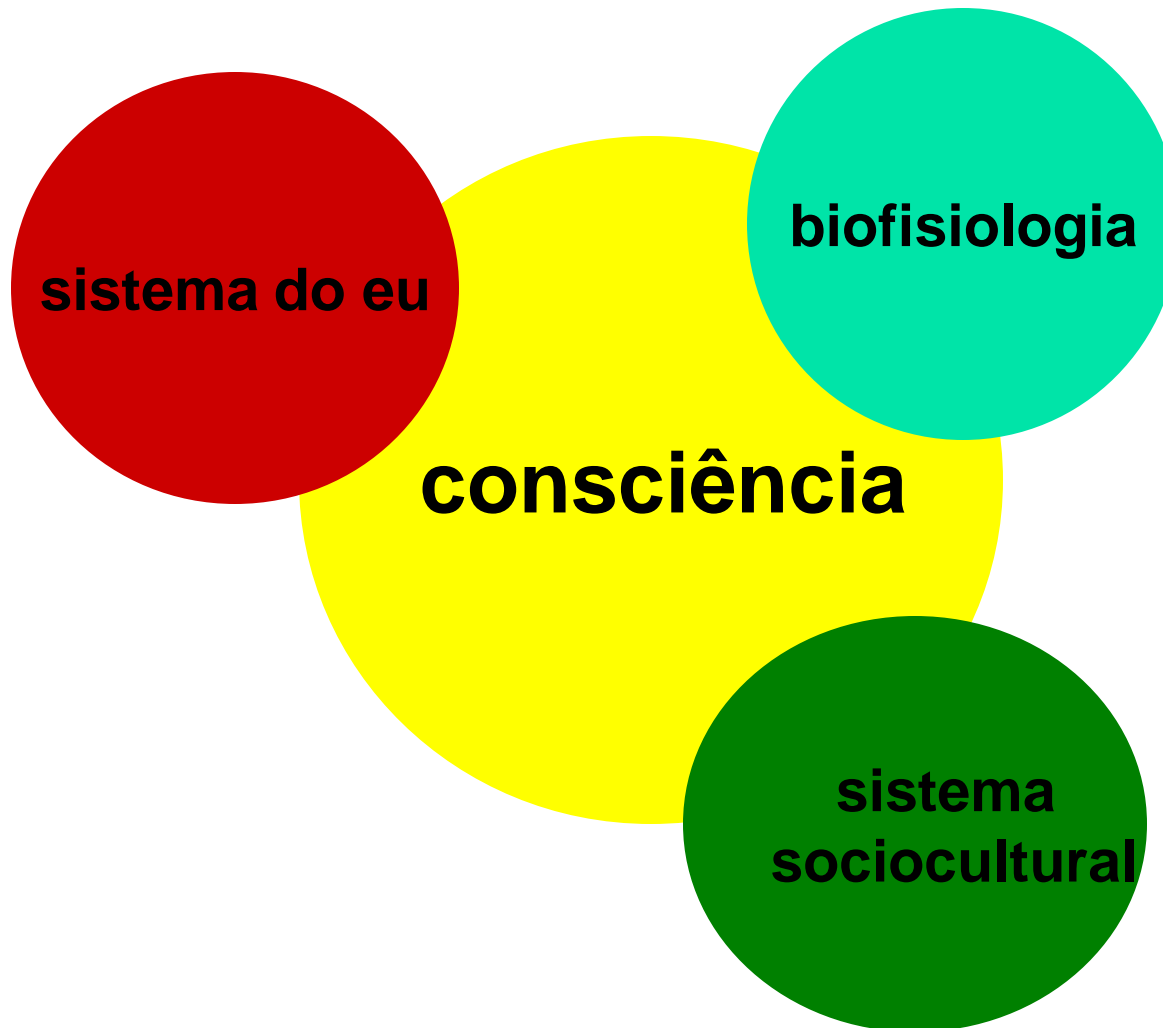 biofisiologia
sistema do eu
consciência
sistema
sociocultural